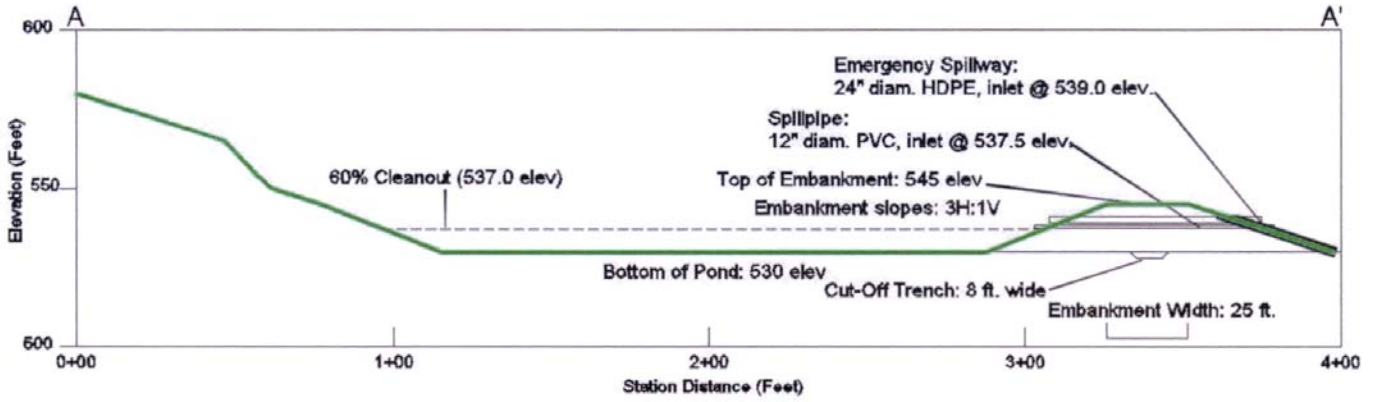 A
A'
600
Emergency Spillway:
24" diam. HDPE, inlet @ 539.0 elev.
Spillpipe:
12" diam. PVC, inlet @ 537.5 elev.
550
60% Cleanout (537.0 elev)
Top of Embankment: 545 elev
Embankment slopes: 3H:1V
Elevation (Feet)
Bottom of Pond: 530 elev
Cut-Off Trench: 8 ft. wide
Embankment Width: 25 ft.
500
0+00
1+00
2+00
3+00
4+00
Station Distance (Feet)